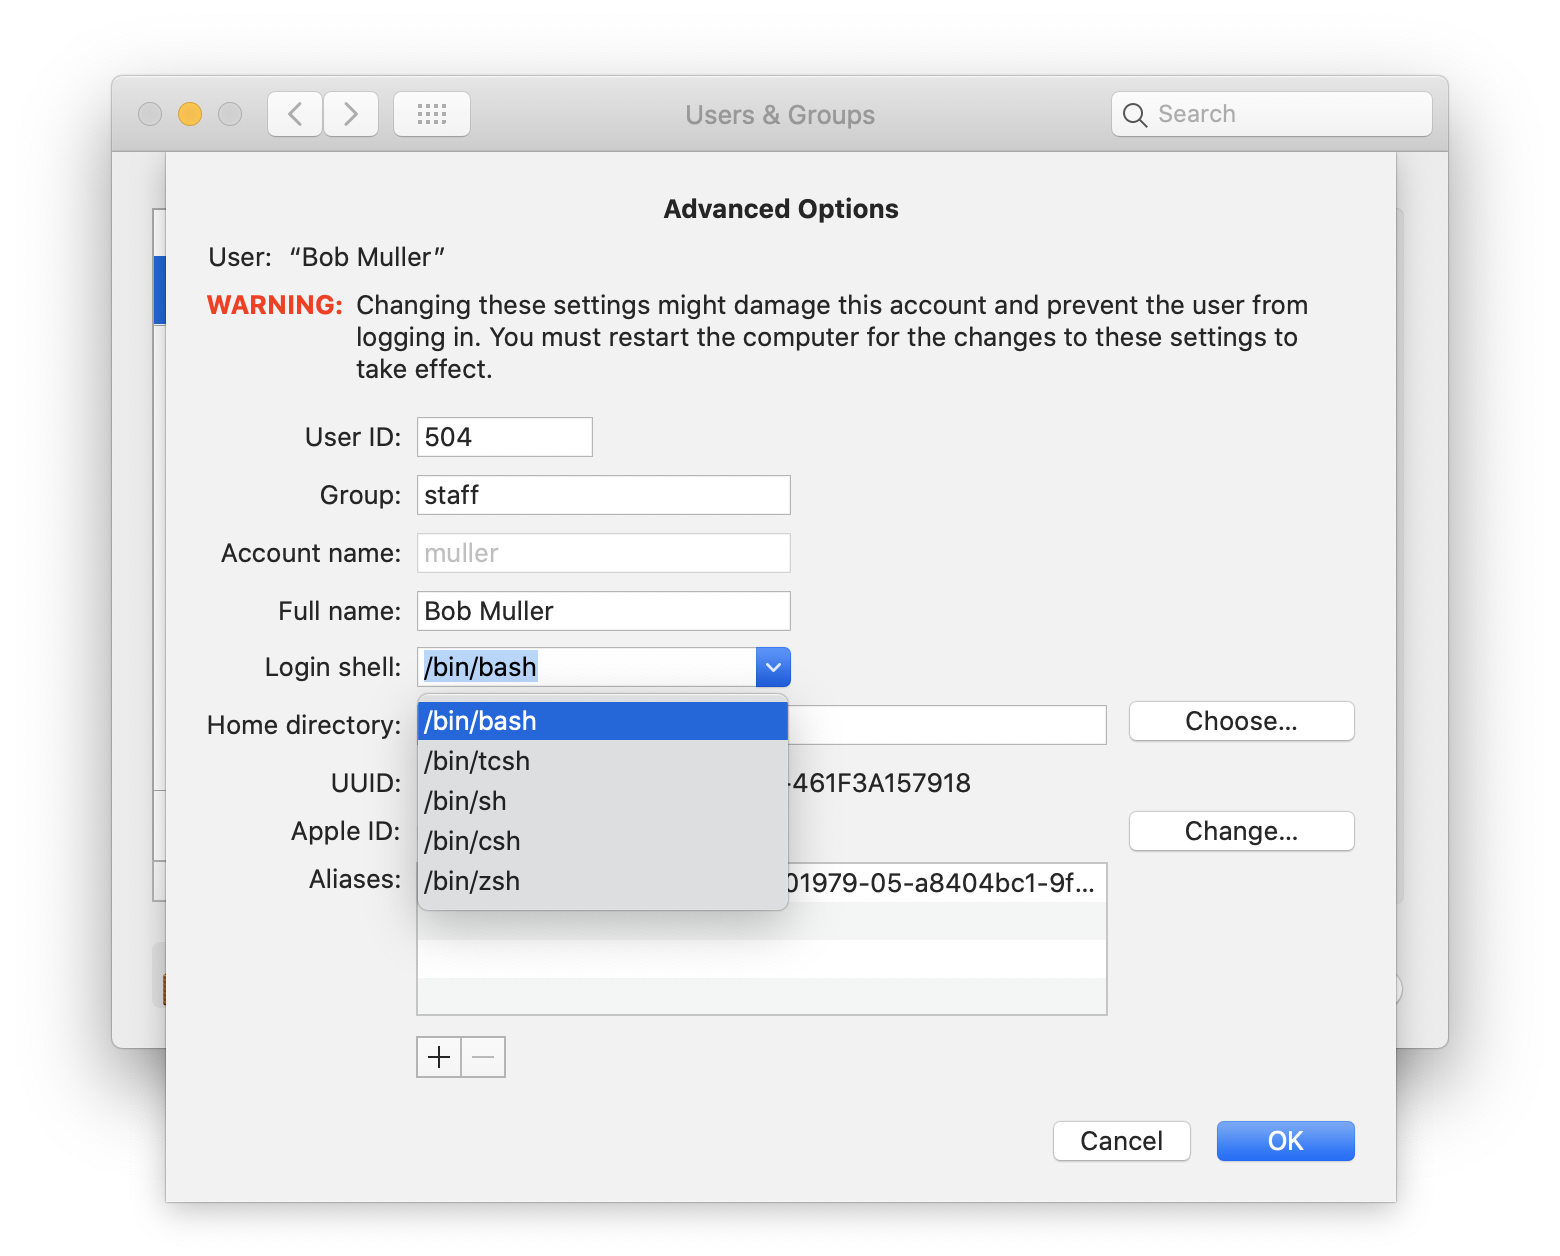 Users & Groups
Search
Advanced Options
User: “Bob Muller”
WARNING: Changing these settings might damage this account and prevent the user from
logging in. You must restart the computer for the changes to these settings to
take effect.
User ID: 504
Group: staff
Account name: muller
Full name: Bob Muller
Login shell: /bin/bash
/bin/bash
Home directory:
Choose...
/bin/tcsh
UUID: -461F3A157918
/bin/sh
Apple ID:
/bin/csh
Change...
Aliases: 01979-05-a8404bc1-9f...
/bin/zsh
Cancel
OK